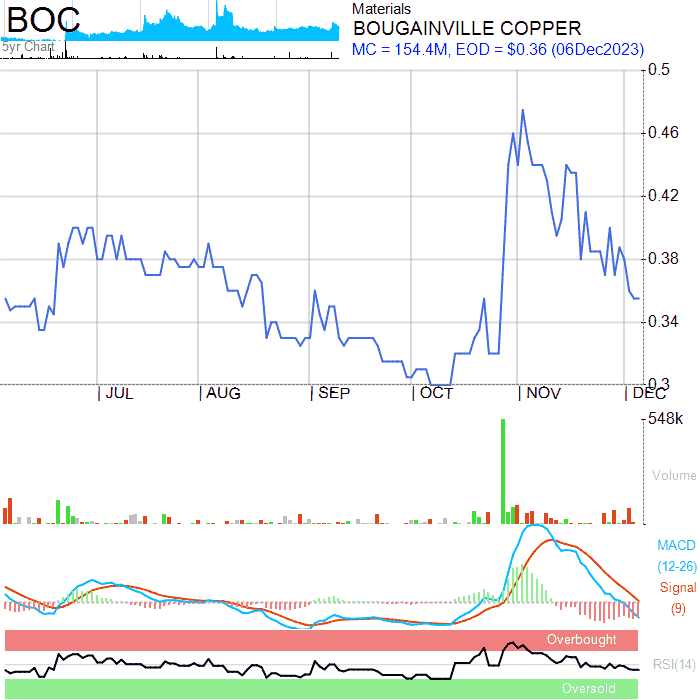 BOC
5yr Chart
Materials
BOUGAINVILLE COPPER
MC = 154.4M, EOD = $0.36 (06Dec2023)
0.5
0.46
0.42
0.38
0.34
0.3
JUL AUG SEP OCT NOV DEC
548k
Volume
MACD
(12-26)
Signal
(9)
Overbought
RSI(14)
Oversold